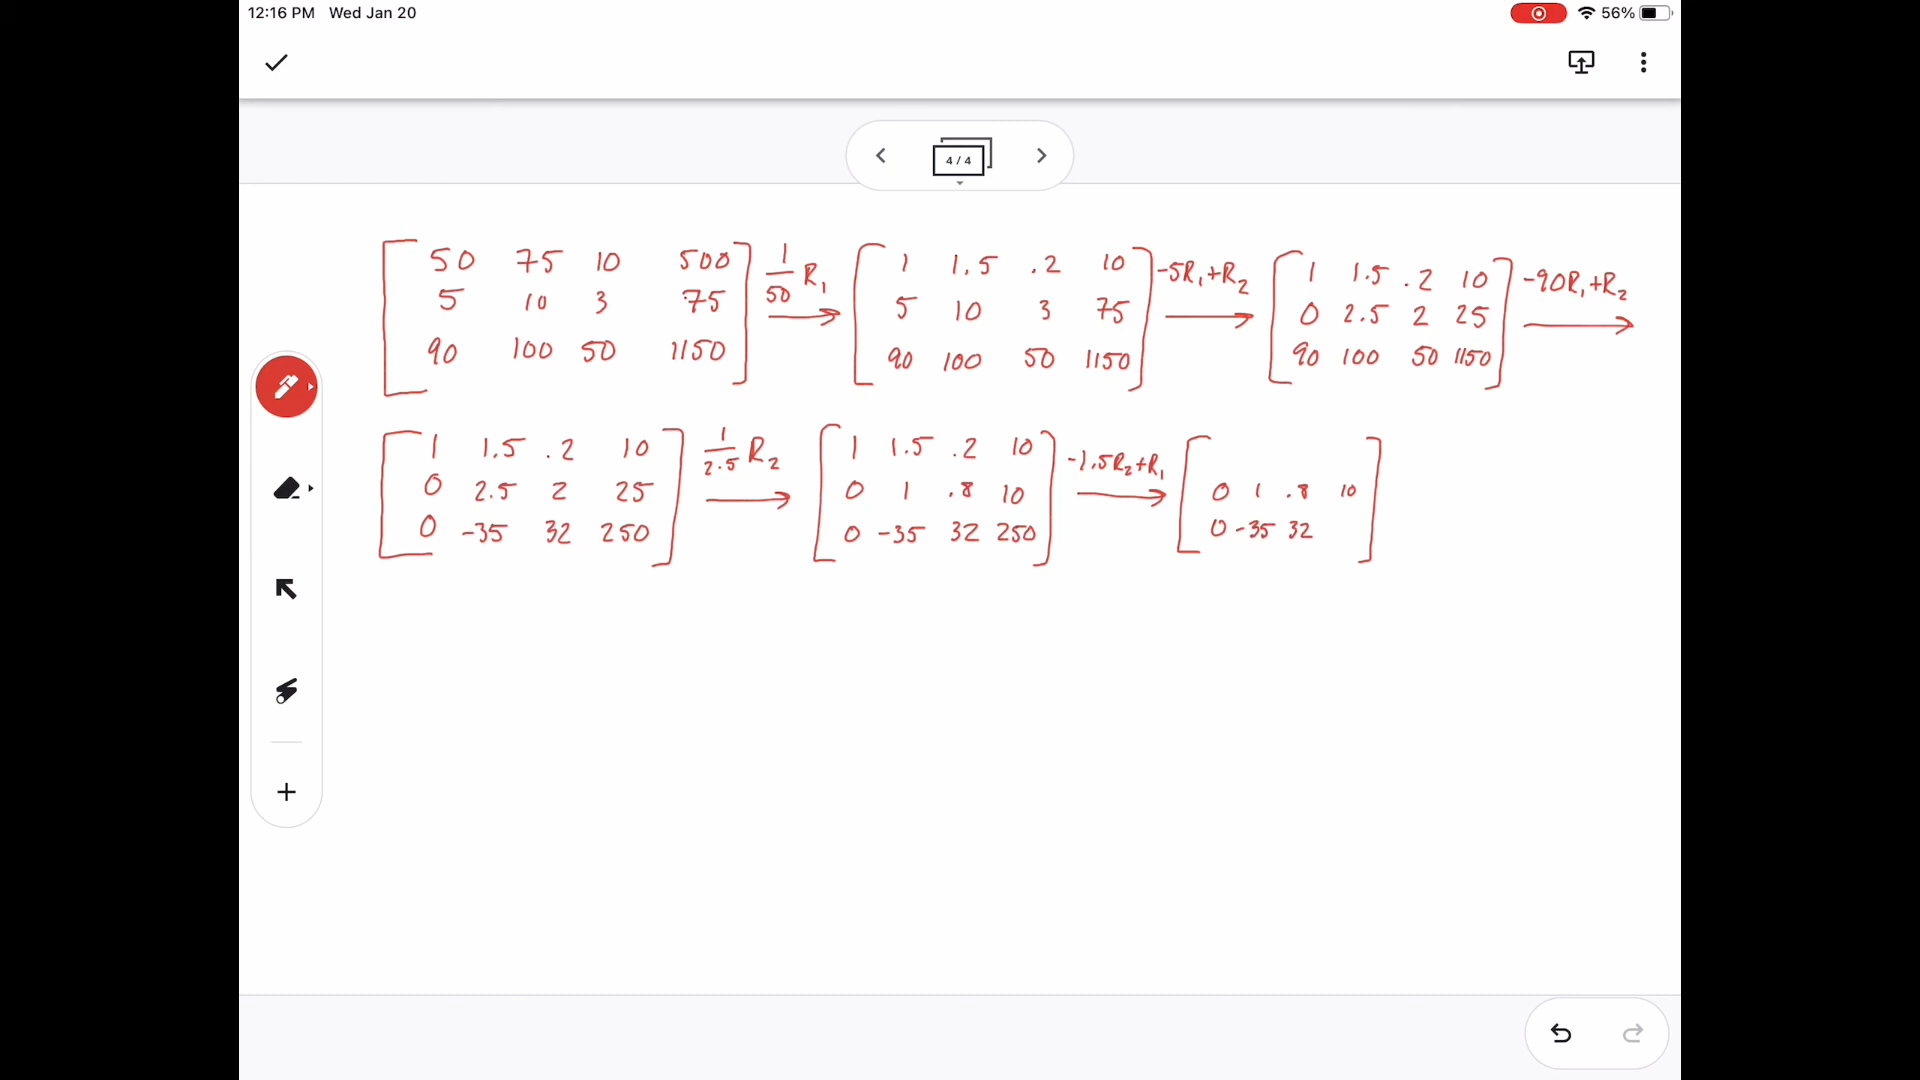 12:16 PM Wed Jan 20 56%
4 / 4
50 75 10 500 1/50 R₁ 1 1.5 .2 10 -5R₁+R₂ 1 1.5 .2 10 -90R₁+R₂
5 10 3 75 5 10 3 75 0 2.5 2 25
90 100 50 1150 90 100 50 1150 90 100 50 1150
1 1.5 .2 10 1/2.5 R₂ 1 1.5 .2 10 -1.5R₂+R₁
0 2.5 2 25 0 1 .8 10 0 1 .8 10
0 -35 32 250 0 -35 32 250 0 -35 32